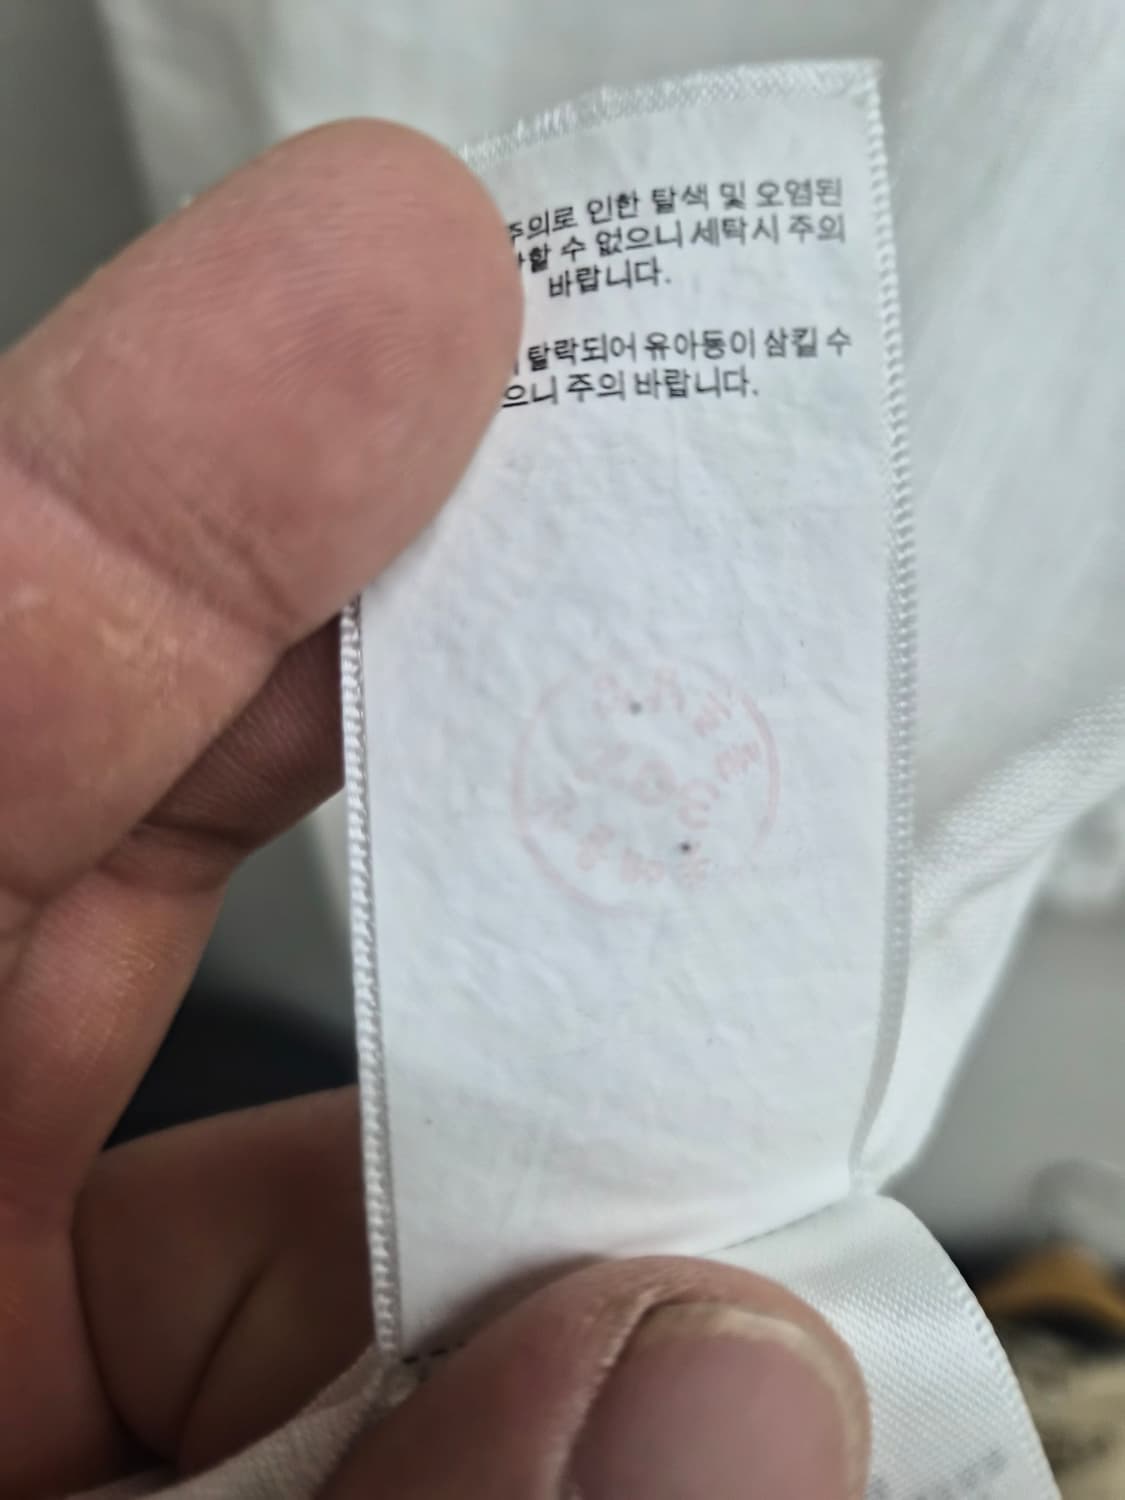 주의로 인한 탈색 및 오염된
할 수 없으니 세탁시 주의
바랍니다.
탈락되어 유아동이 삼킬 수
으니 주의 바랍니다.